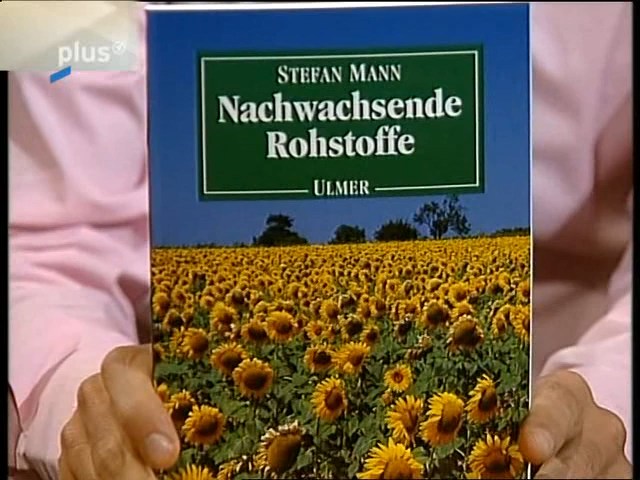 plus
STEFAN MANN
Nachwachsende
Rohstoffe
ULMER